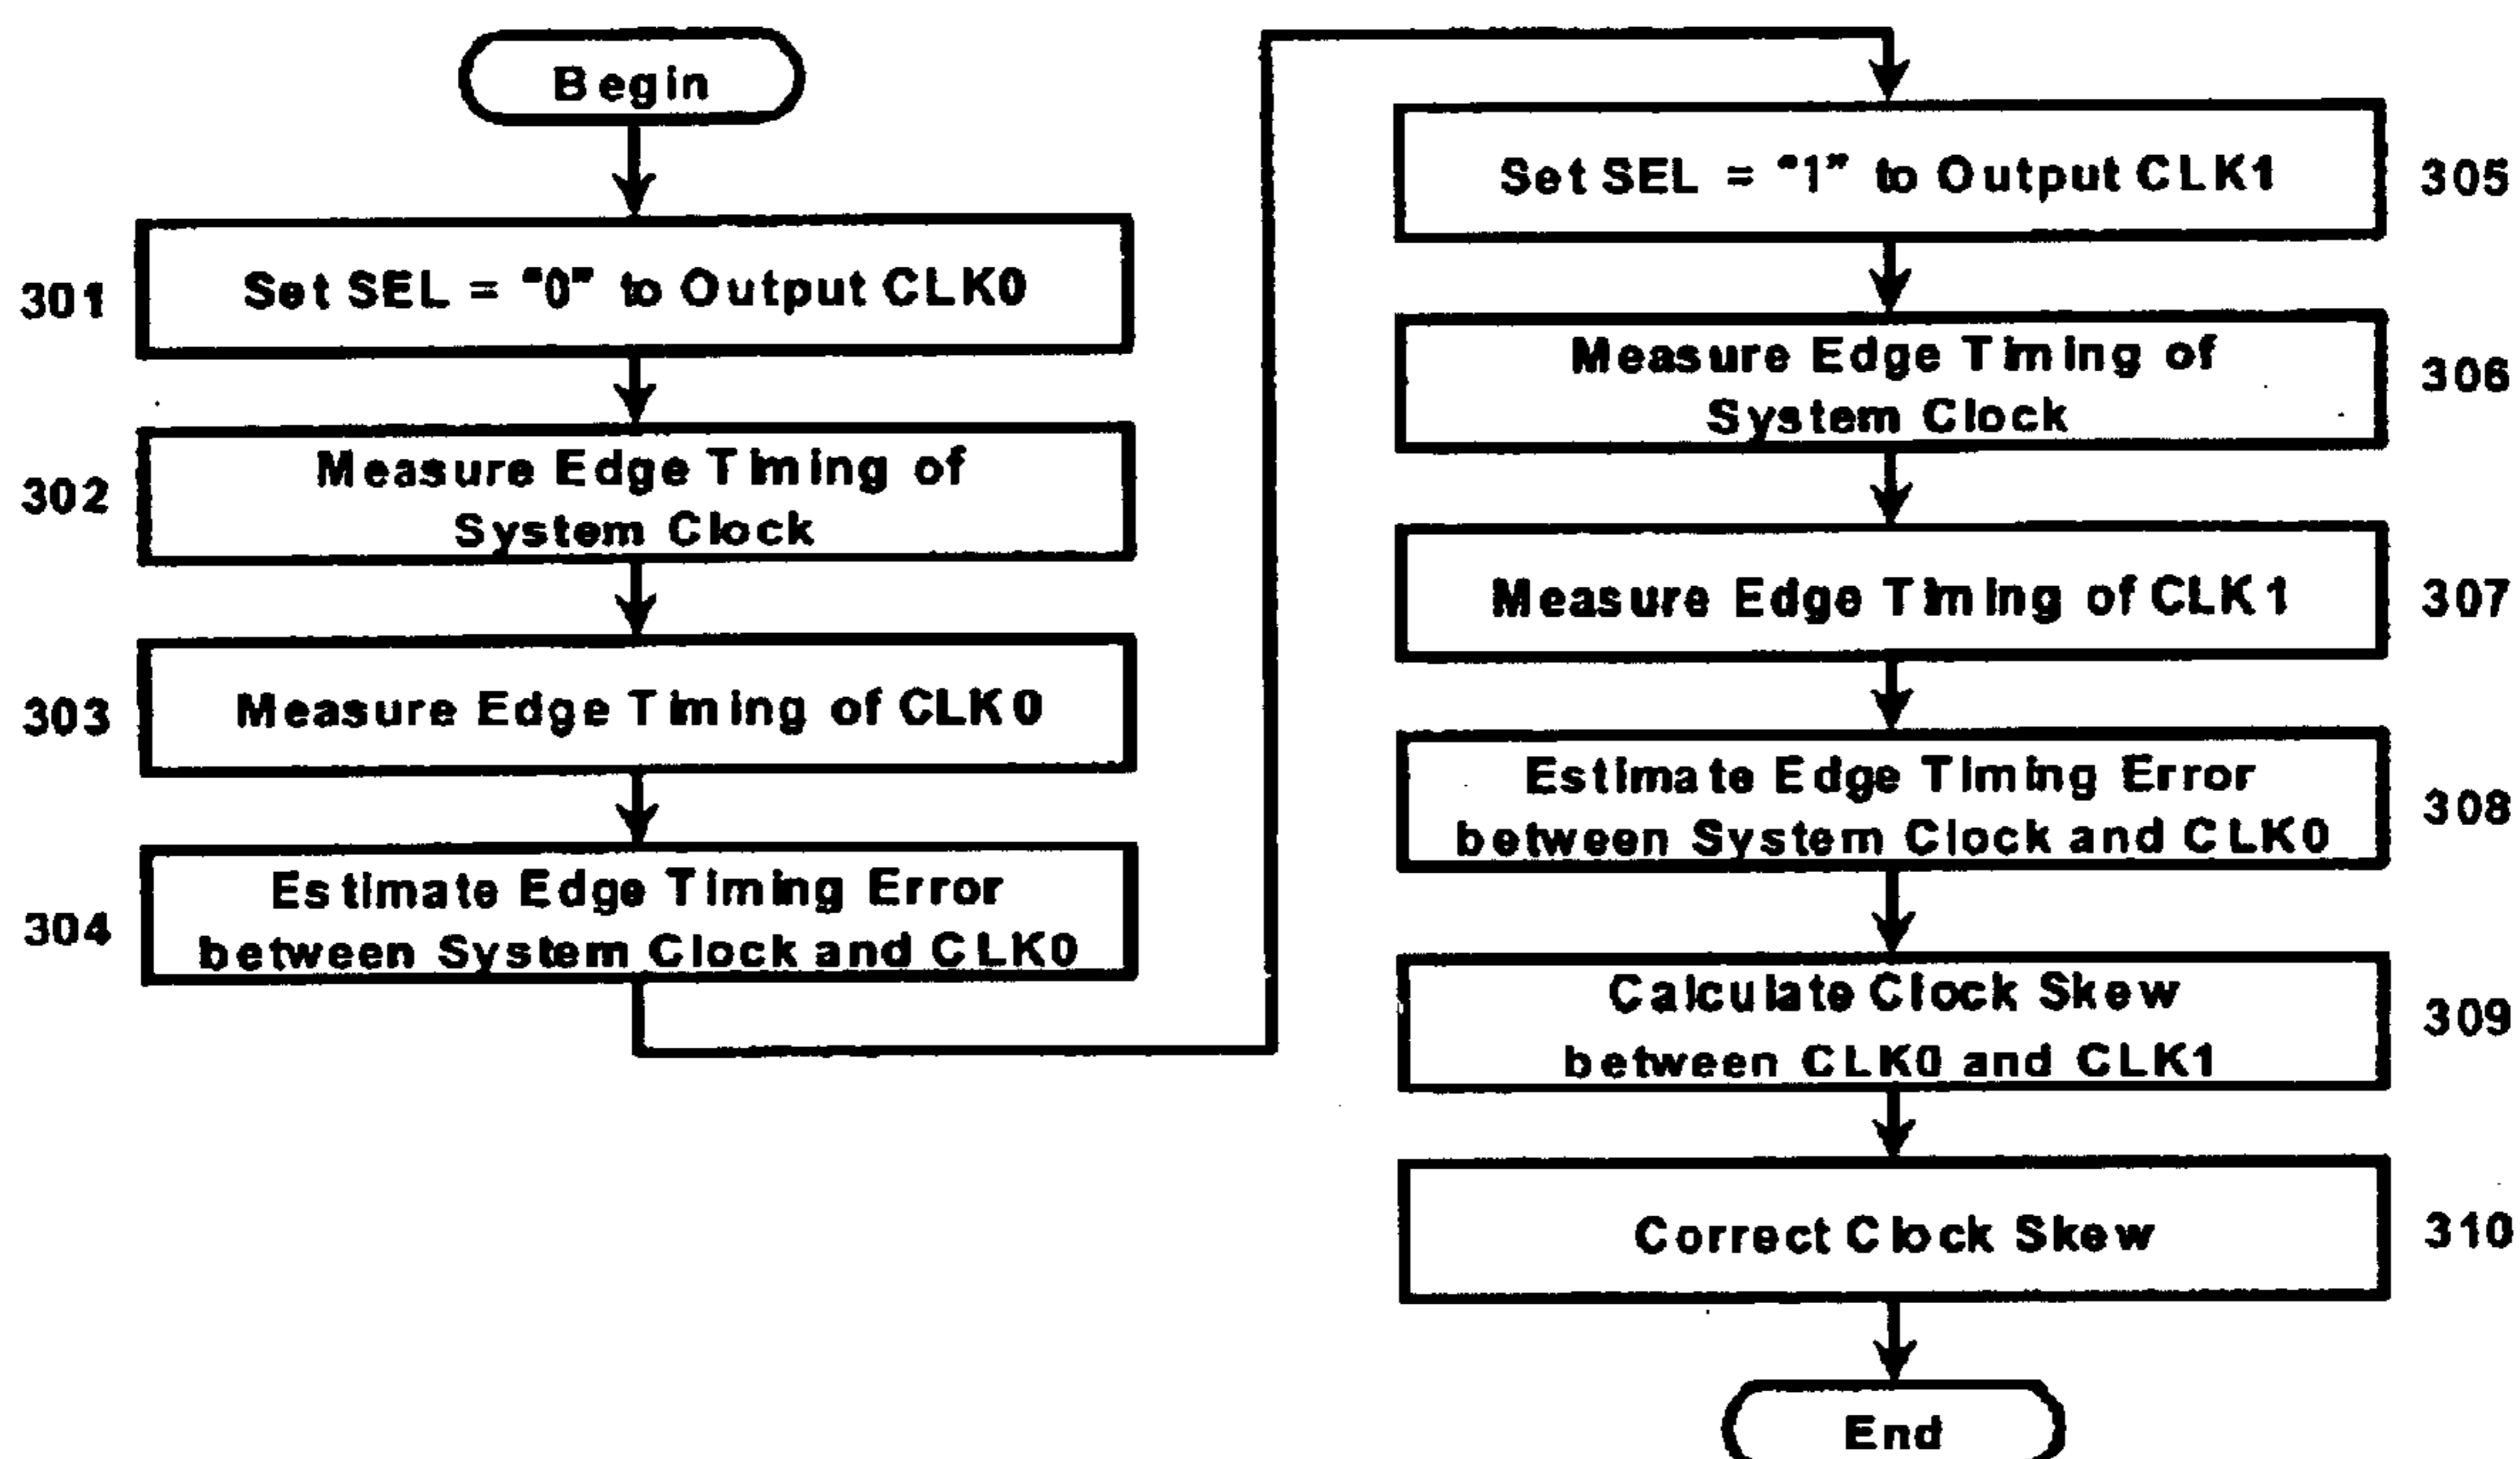 Begin
301
Set SEL = "0" to Output CLK0
302
Measure Edge Timing of
System Clock
303
Measure Edge Timing of CLK0
304
Estimate Edge Timing Error
between System Clock and CLK0
Set SEL = "1" to Output CLK1
305
Measure Edge Timing of
System Clock
306
Measure Edge Timing of CLK1
307
Estimate Edge Timing Error
between System Clock and CLK0
308
Calculate Clock Skew
between CLK0 and CLK1
309
Correct Clock Skew
310
End